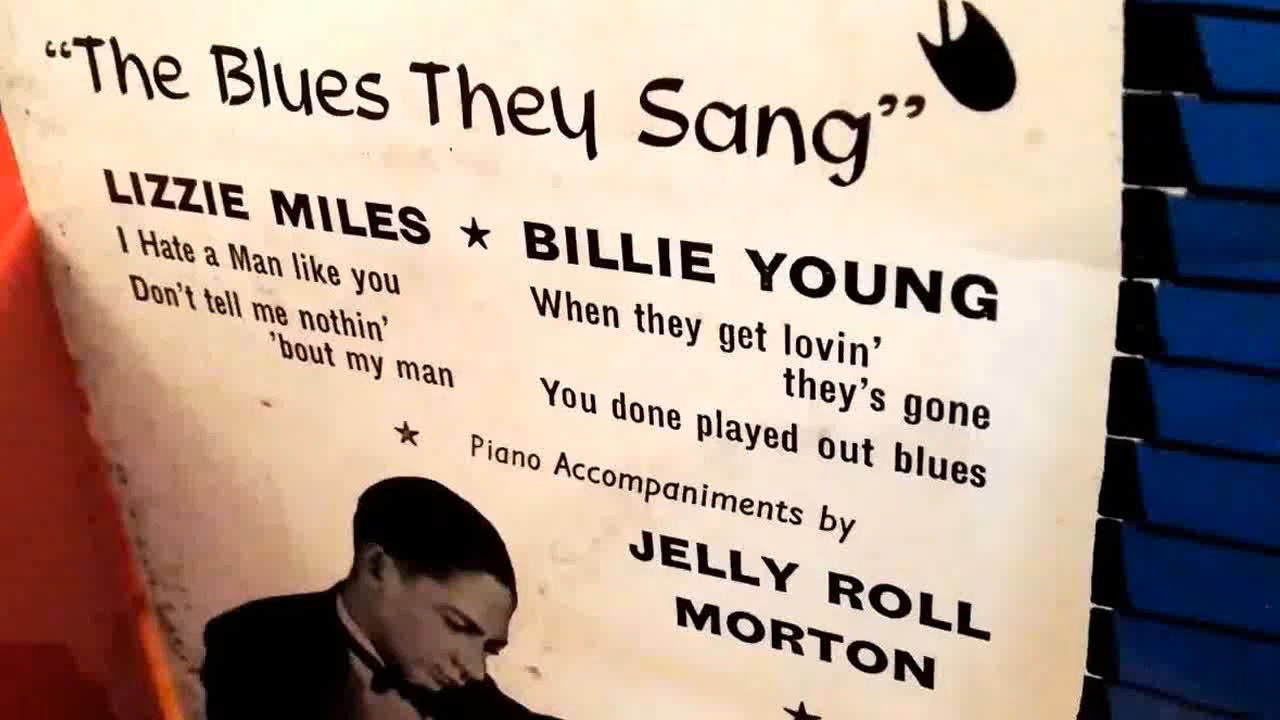 “The Blues They Sang”
LIZZIE MILES ★ BILLIE YOUNG
I Hate a Man like you
Don’t tell me nothin’
’bout my man
When they get lovin’
they’s gone
You done played out blues
★ Piano Accompaniments by
JELLY ROLL
MORTON
★